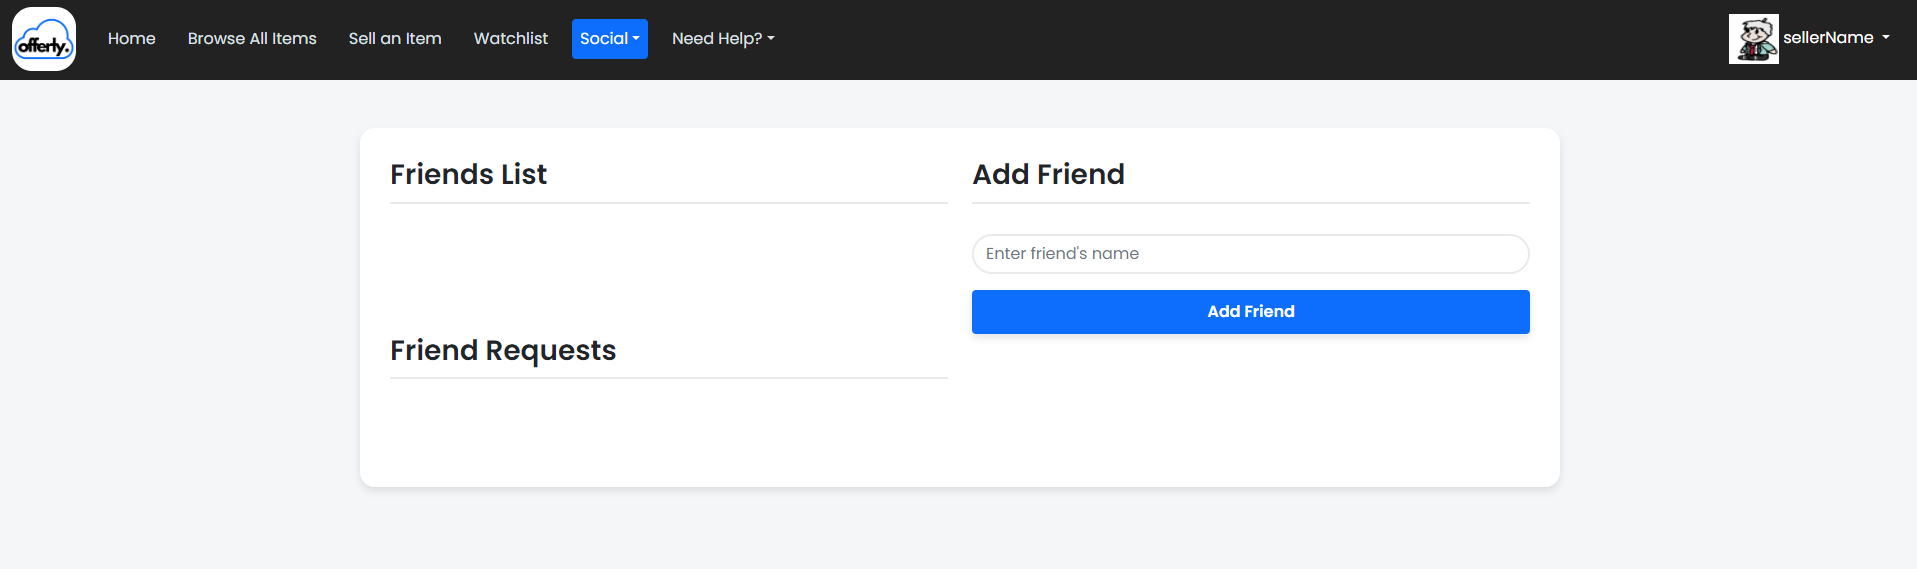 offerly.
Home Browse All Items Sell an Item Watchlist Social Need Help? sellerName
Friends List
Add Friend
Enter friend's name
Add Friend
Friend Requests